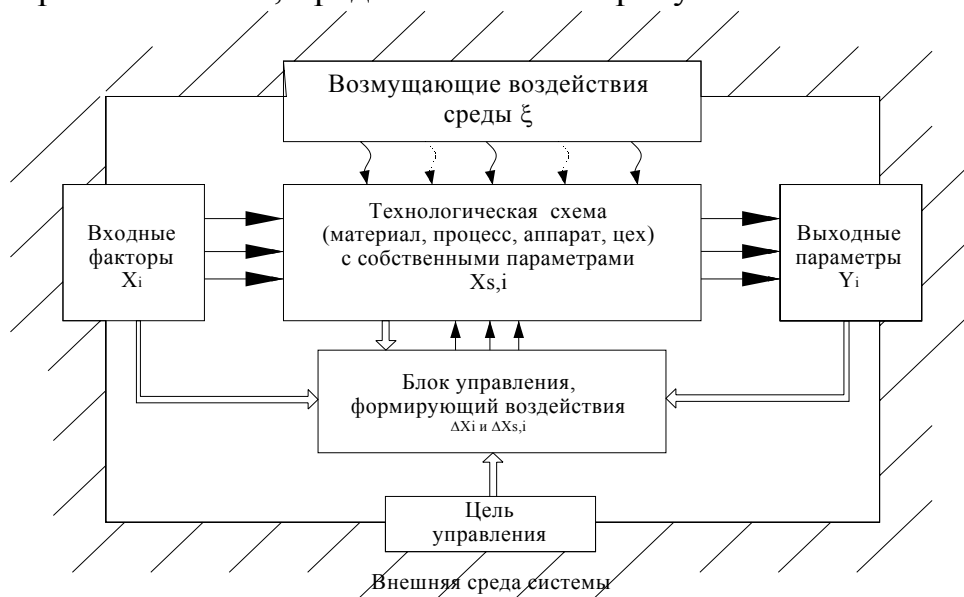 Возмущающие воздействия
среды ξ
Технологическая схема
(материал, процесс, аппарат, цех)
с собственными параметрами
Xs,i
Входные
факторы
Xi
Выходные
параметры
Yi
Блок управления,
формирующий воздействия
ΔXi и ΔXs,i
Цель
управления
Внешняя среда системы